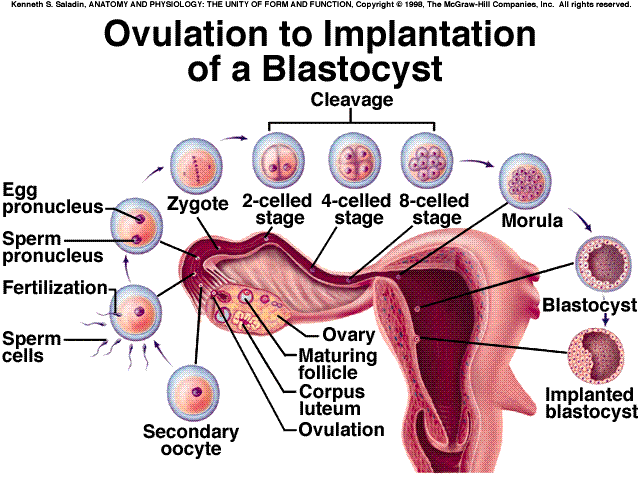 Kenneth S. Saladin, ANATOMY AND PHYSIOLOGY: THE UNITY OF FORM AND FUNCTION, Copyright © 1998, The McGraw-Hill Companies, Inc. All rights reserved.
Ovulation to Implantation
of a Blastocyst
Cleavage
Egg
pronucleus
Zygote
2-celled
stage
4-celled
stage
8-celled
stage
Morula
Sperm
pronucleus
Fertilization
Sperm
cells
Blastocyst
Implanted
blastocyst
Ovary
Maturing
follicle
Corpus
luteum
Ovulation
Secondary
oocyte